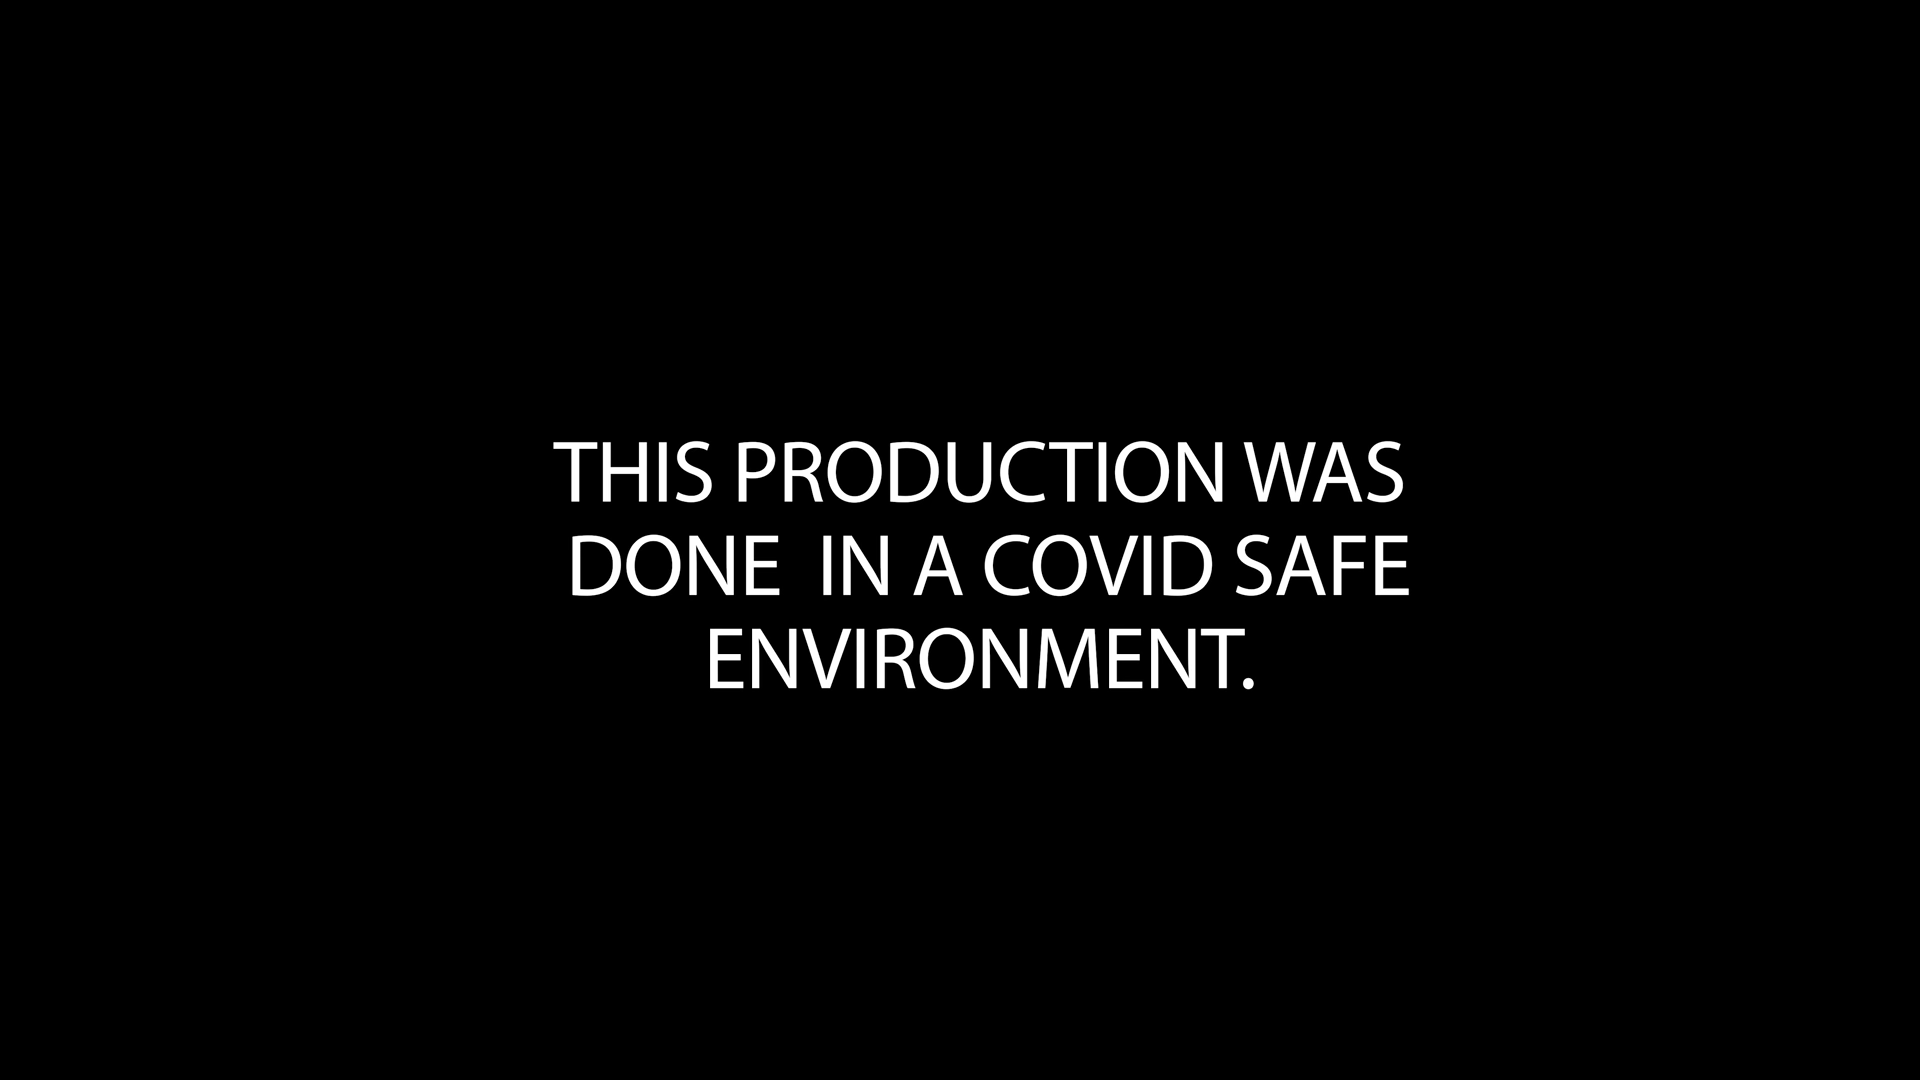 THIS PRODUCTION WAS
DONE  IN A COVID SAFE
ENVIRONMENT.